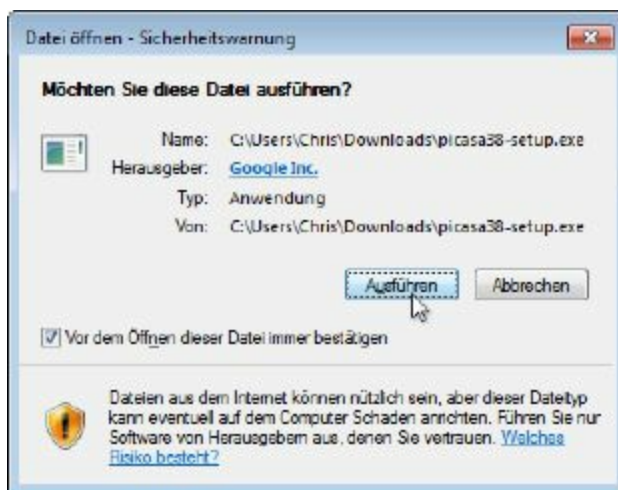 Datei öffnen - Sicherheitswarnung
Möchten Sie diese Datei ausführen?
Name: C:\Users\Chris\Downloads\picasa38-setup.exe
Herausgeber: Google Inc.
Typ: Anwendung
Von: C:\Users\Chris\Downloads\picasa38-setup.exe
Ausführen Abbrechen
Vor dem Öffnen dieser Datei immer bestätigen
Dateien aus dem Internet können nützlich sein, aber dieser Dateityp
kann eventuell auf dem Computer Schaden anrichten. Führen Sie nur
Software von Herausgebern aus, denen Sie vertrauen. Welches
Risiko besteht?